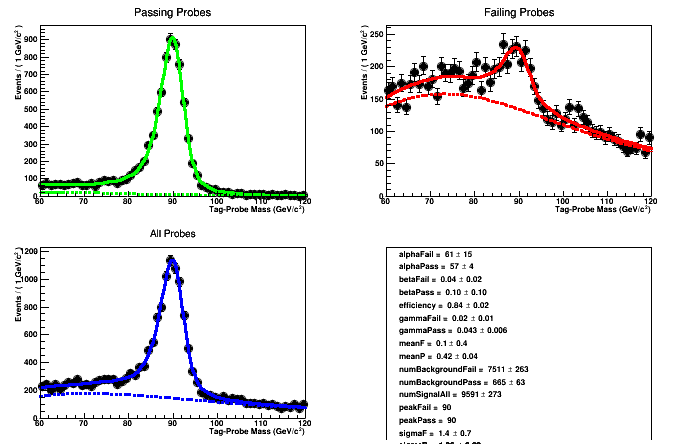 Passing Probes
Events / ( 1 GeV/c² )
900
800
700
600
500
400
300
200
100
0
60 70 80 90 100 110 120
Tag-Probe Mass (GeV/c²)
Failing Probes
Events / ( 1 GeV/c² )
250
200
150
100
50
0
60 70 80 90 100 110 120
Tag-Probe Mass (GeV/c²)
All Probes
Events / ( 1 GeV/c² )
1200
1000
800
600
400
200
0
60 70 80 90 100 110 120
Tag-Probe Mass (GeV/c²)
alphaFail = 61 ± 15
alphaPass = 57 ± 4
betaFail = 0.04 ± 0.02
betaPass = 0.10 ± 0.10
efficiency = 0.84 ± 0.02
gammaFail = 0.02 ± 0.01
gammaPass = 0.043 ± 0.006
meanF = 0.1 ± 0.4
meanP = 0.42 ± 0.04
numBackgroundFail = 7511 ± 263
numBackgroundPass = 665 ± 63
numSignalAll = 9591 ± 273
peakFail = 90
peakPass = 90
sigmaF = 1.4 ± 0.7